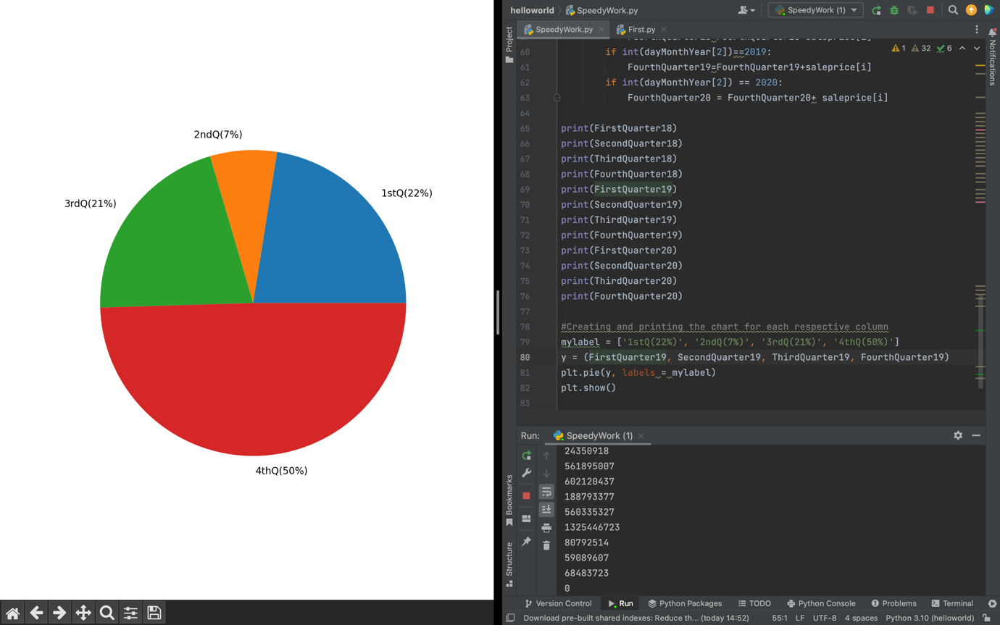 2ndQ(7%)
1stQ(22%)
3rdQ(21%)
4thQ(50%)
helloworld
SpeedyWork.py
SpeedyWork (1)
Project
SpeedyWork.py
First.py
Notifications
1 32 6
60 if int(dayMonthYear[2])==2019:
61 FourthQuarter19=FourthQuarter19+saleprice[i]
62 if int(dayMonthYear[2]) == 2020:
63 FourthQuarter20 = FourthQuarter20+ saleprice[i]
64
65 print(FirstQuarter18)
66 print(SecondQuarter18)
67 print(ThirdQuarter18)
68 print(FourthQuarter18)
69 print(FirstQuarter19)
70 print(SecondQuarter19)
71 print(ThirdQuarter19)
72 print(FourthQuarter19)
73 print(FirstQuarter20)
74 print(SecondQuarter20)
75 print(ThirdQuarter20)
76 print(FourthQuarter20)
77
78 #Creating and printing the chart for each respective column
79 mylabel = ['1stQ(22%)', '2ndQ(7%)', '3rdQ(21%)', '4thQ(50%)']
80 y = (FirstQuarter19, SecondQuarter19, ThirdQuarter19, FourthQuarter19)
81 plt.pie(y, labels = mylabel)
82 plt.show()
83
Run: SpeedyWork (1)
24350918
561895007
602120437
188793377
560335327
1325446723
80792514
59089607
68483723
0
Bookmarks
Structure
Version Control
Run
Python Packages
TODO
Python Console
Problems
Terminal
Download pre-built shared indexes: Reduce th... (today 14:52)
55:1 LF UTF-8 4 spaces Python 3.10 (helloworld)